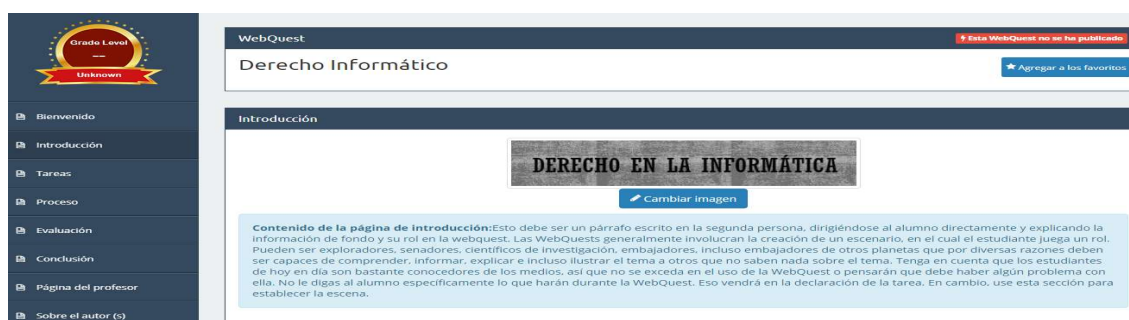 Grade Level
--
Unknown
Bienvenido
Introducción
Tareas
Proceso
Evaluación
Conclusión
Página del profesor
Sobre el autor (s)
WebQuest
Esta WebQuest no se ha publicado
Derecho Informático
Agregar a los favoritos
Introducción
DERECHO EN LA INFORMÁTICA
Cambiar imagen
Contenido de la página de introducción:Esto debe ser un párrafo escrito en la segunda persona, dirigiéndose al alumno directamente y explicando la
información de fondo y su rol en la webquest. Las WebQuests generalmente involucran la creación de un escenario, en el cual el estudiante juega un rol.
Pueden ser exploradores, senadores, científicos de investigación, embajadores, incluso embajadores de otros planetas que por diversas razones deben
ser capaces de comprender, informar, explicar e incluso ilustrar el tema a otros que no saben nada sobre el tema. Tenga en cuenta que los estudiantes
de hoy en día son bastante conocedores de los medios, así que no se exceda en el uso de la WebQuest o pensarán que debe haber algún problema con
ella. No le digas al alumno específicamente lo que harán durante la WebQuest. Eso vendrá en la declaración de la tarea. En cambio, use esta sección para
establecer la escena.